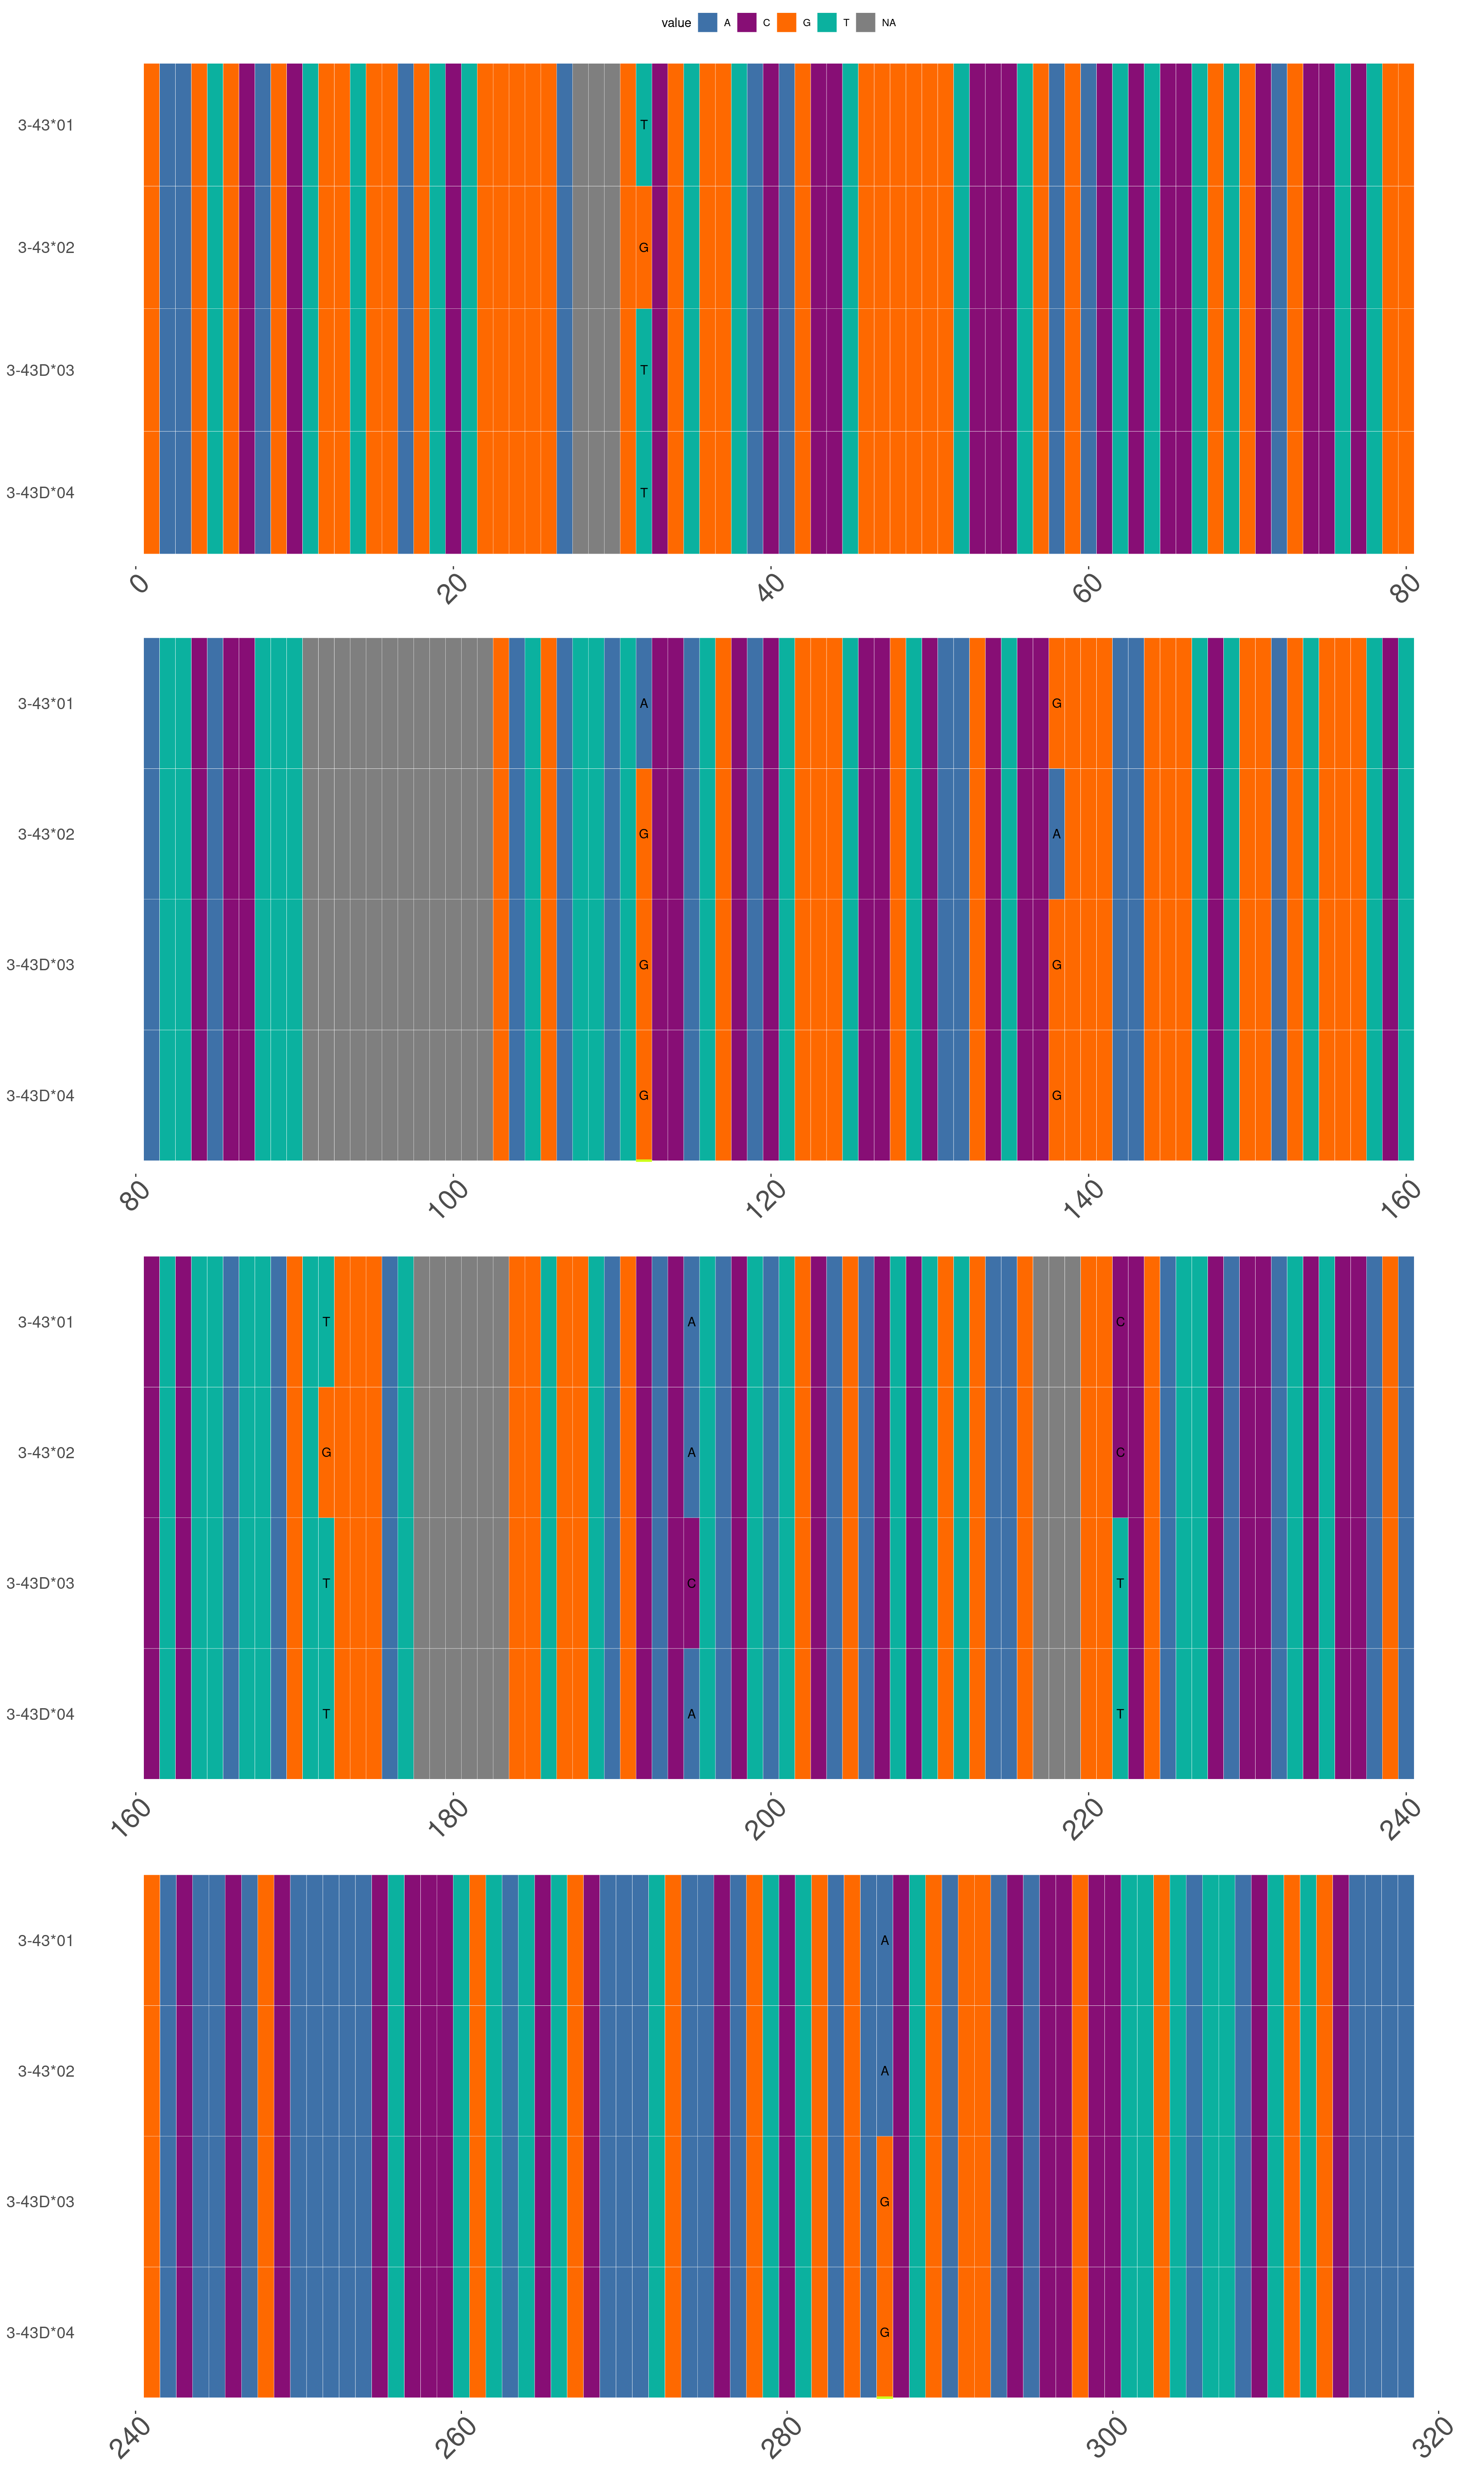 value A C G T NA
3-43*01 T
3-43*02 G
3-43D*03 T
3-43D*04 T
0 20 40 60 80
3-43*01 A G
3-43*02 G A
3-43D*03 G G
3-43D*04 G G
80 100 120 140 160
3-43*01 T A C
3-43*02 G A C
3-43D*03 T C T
3-43D*04 T A T
160 180 200 220 240
3-43*01 A
3-43*02 A
3-43D*03 G
3-43D*04 G
240 260 280 300 320